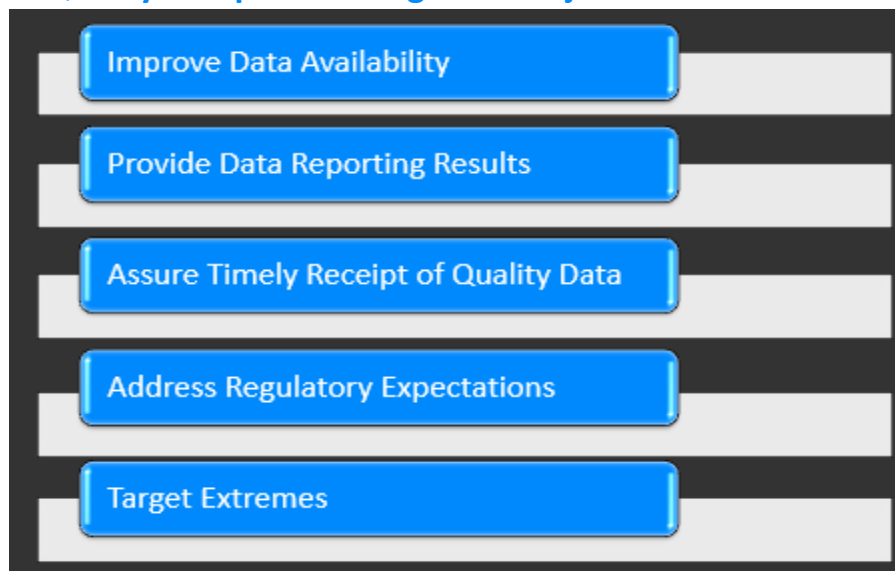 Improve Data Availability
Provide Data Reporting Results
Assure Timely Receipt of Quality Data
Address Regulatory Expectations
Target Extremes